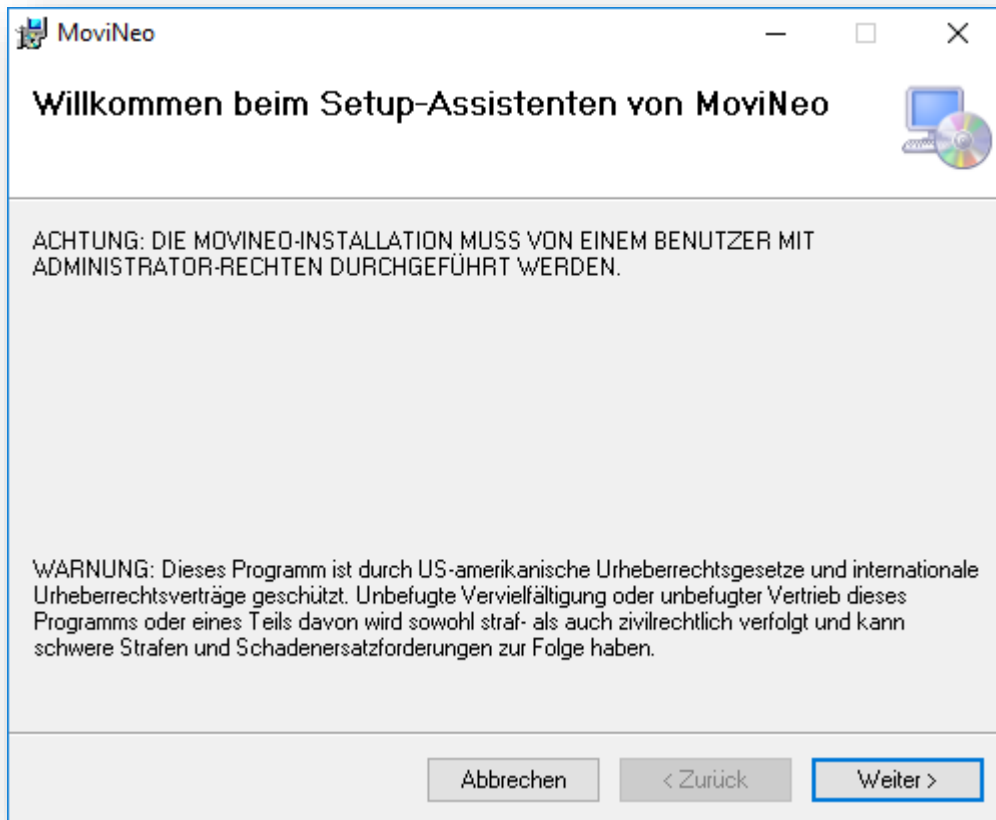 MoviNeo
Willkommen beim Setup-Assistenten von MoviNeo
ACHTUNG: DIE MOVINEO-INSTALLATION MUSS VON EINEM BENUTZER MIT
ADMINISTRATOR-RECHTEN DURCHGEFÜHRT WERDEN.
WARNUNG: Dieses Programm ist durch US-amerikanische Urheberrechtsgesetze und internationale
Urheberrechtsverträge geschützt. Unbefugte Vervielfältigung oder unbefugter Vertrieb dieses
Programms oder eines Teils davon wird sowohl straf- als auch zivilrechtlich verfolgt und kann
schwere Strafen und Schadenersatzforderungen zur Folge haben.
Abbrechen < Zurück Weiter >